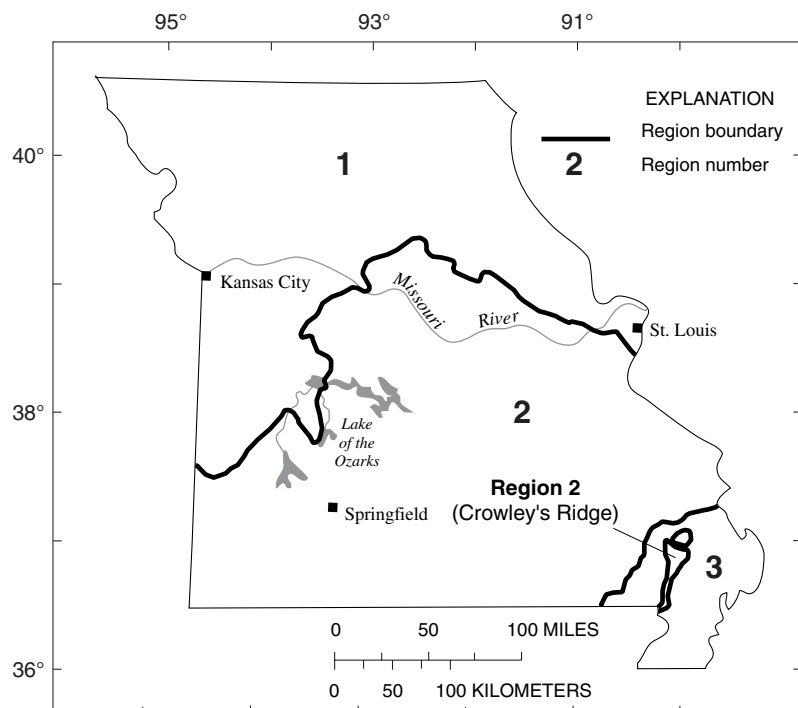 95° 93° 91°
EXPLANATION
Region boundary
40°
1
2
Region number
Kansas City
Missouri
River
St. Louis
38°
2
Lake
of the
Ozarks
Region 2
(Crowley's Ridge)
Springfield
3
0 50 100 MILES
36°
0 50 100 KILOMETERS